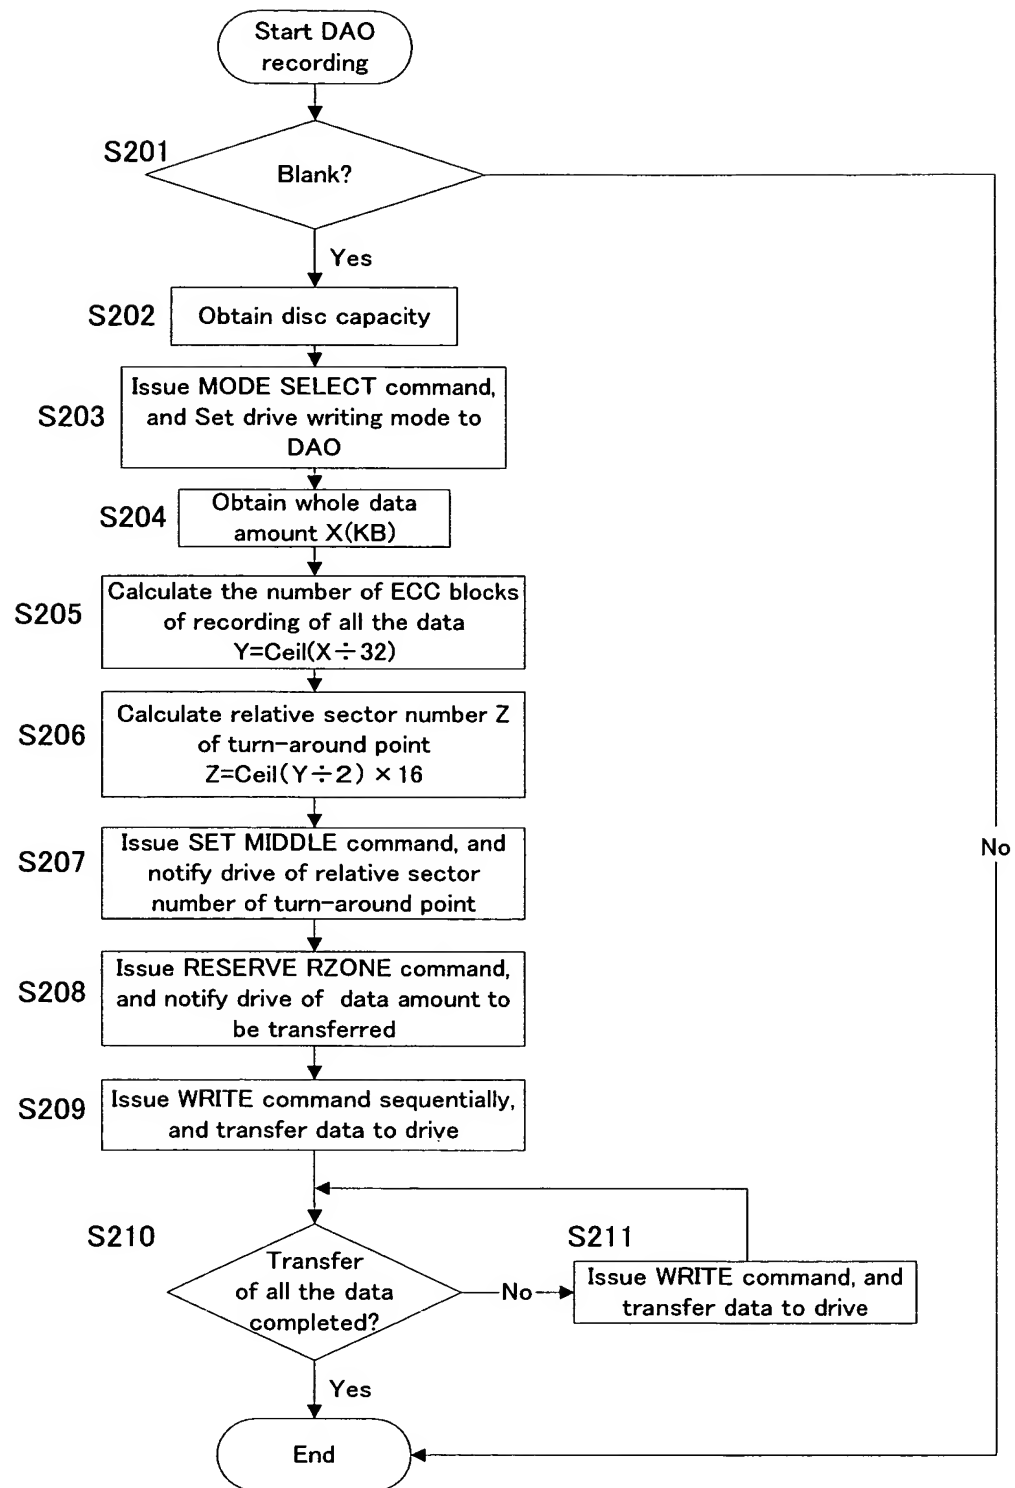 Start DAO
recording
S201
Blank?
Yes
S202
Obtain disc capacity
S203
Issue MODE SELECT command,
and Set drive writing mode to
DAO
S204
Obtain whole data
amount X(KB)
S205
Calculate the number of ECC blocks
of recording of all the data
Y=Ceil(X÷32)
S206
Calculate relative sector number Z
of turn-around point
Z=Ceil(Y÷2)×16
S207
Issue SET MIDDLE command, and
notify drive of relative sector
number of turn-around point
No
S208
Issue RESERVE RZONE command,
and notify drive of data amount to
be transferred
S209
Issue WRITE command sequentially,
and transfer data to drive
S210
Transfer
of all the data
completed?
No
S211
Issue WRITE command, and
transfer data to drive
Yes
End